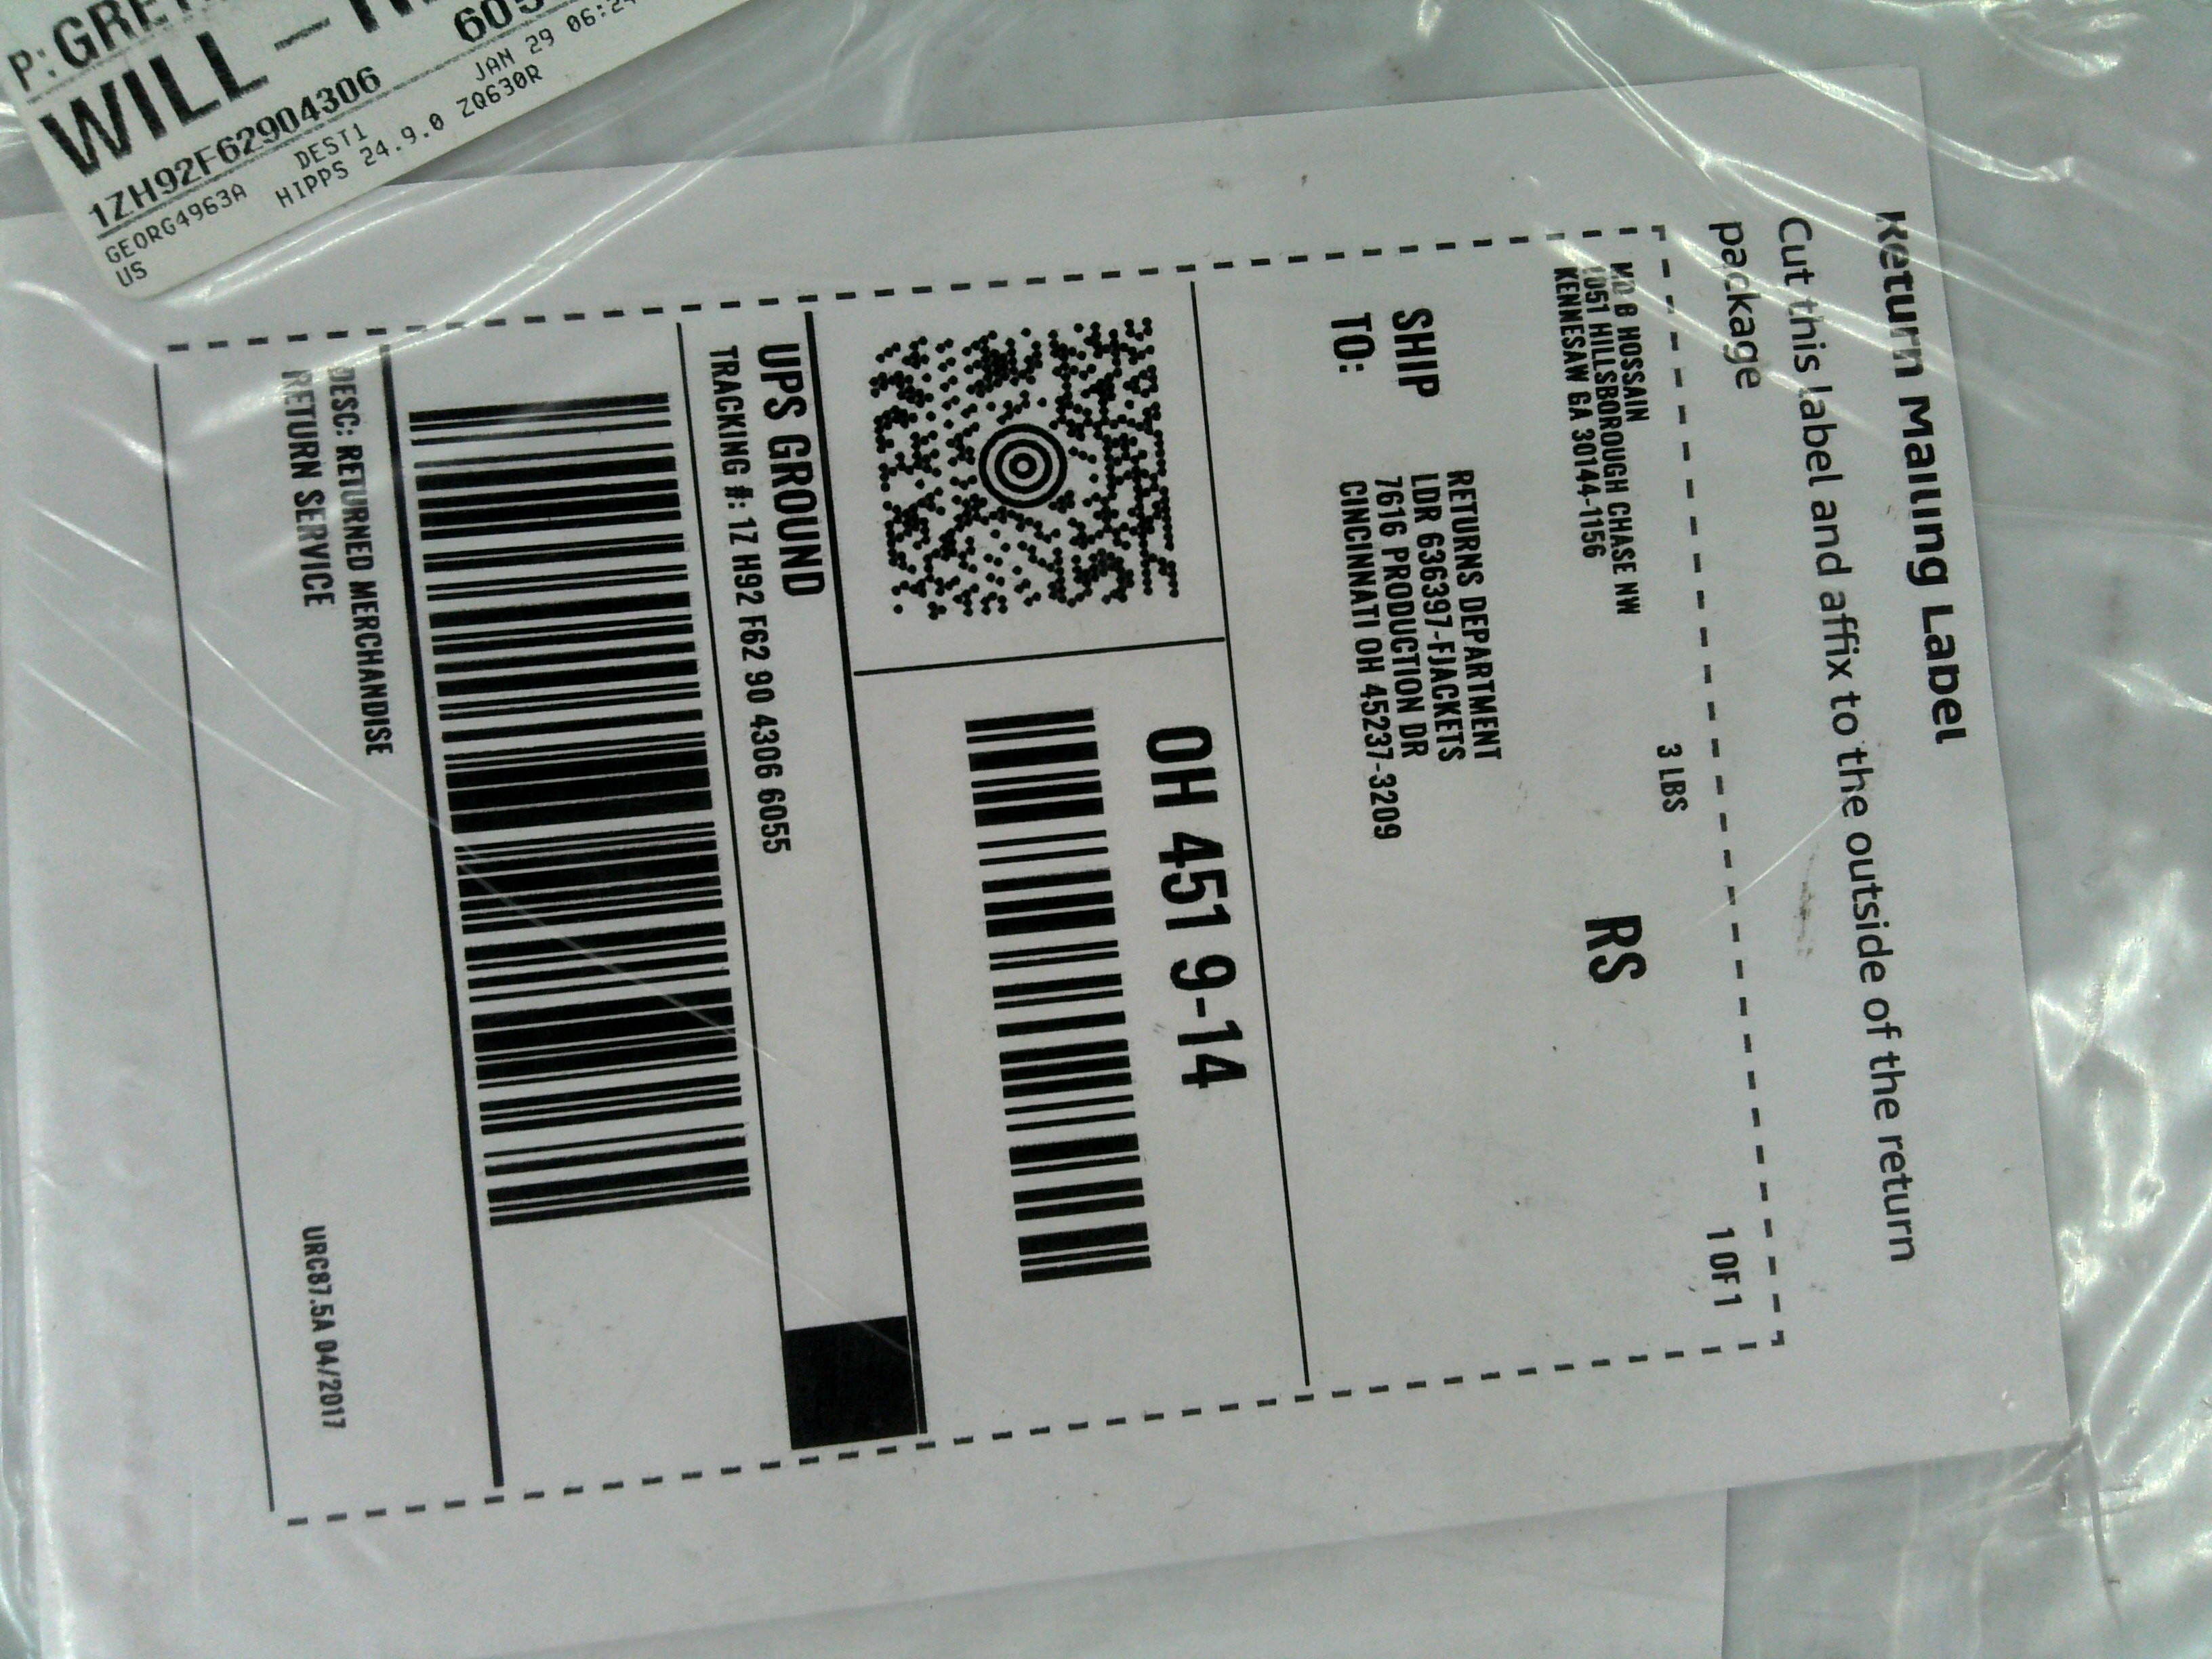 P: GRE
WILL - 
1ZH92F62904306 605
GEORG4963A DEST1 JAN 29 06:2
US HIPPS 24.9.0 ZQ630R
Return Mailing Label
Cut this label and affix to the outside of the return
package
3 LBS 1 OF 1
MD B HOSSAIN
1051 HILLSBOROUGH CHASE NW
KENNESAW GA 30144-1156
RS
SHIP
TO:
RETURNS DEPARTMENT
LDR 636397-FJACKETS
7616 PRODUCTION DR
CINCINNATI OH 45237-3209
OH 451 9-14
UPS GROUND
TRACKING #: 1Z H92 F62 90 4306 6055
DESC: RETURNED MERCHANDISE
RETURN SERVICE
URC87.5A 04/2017